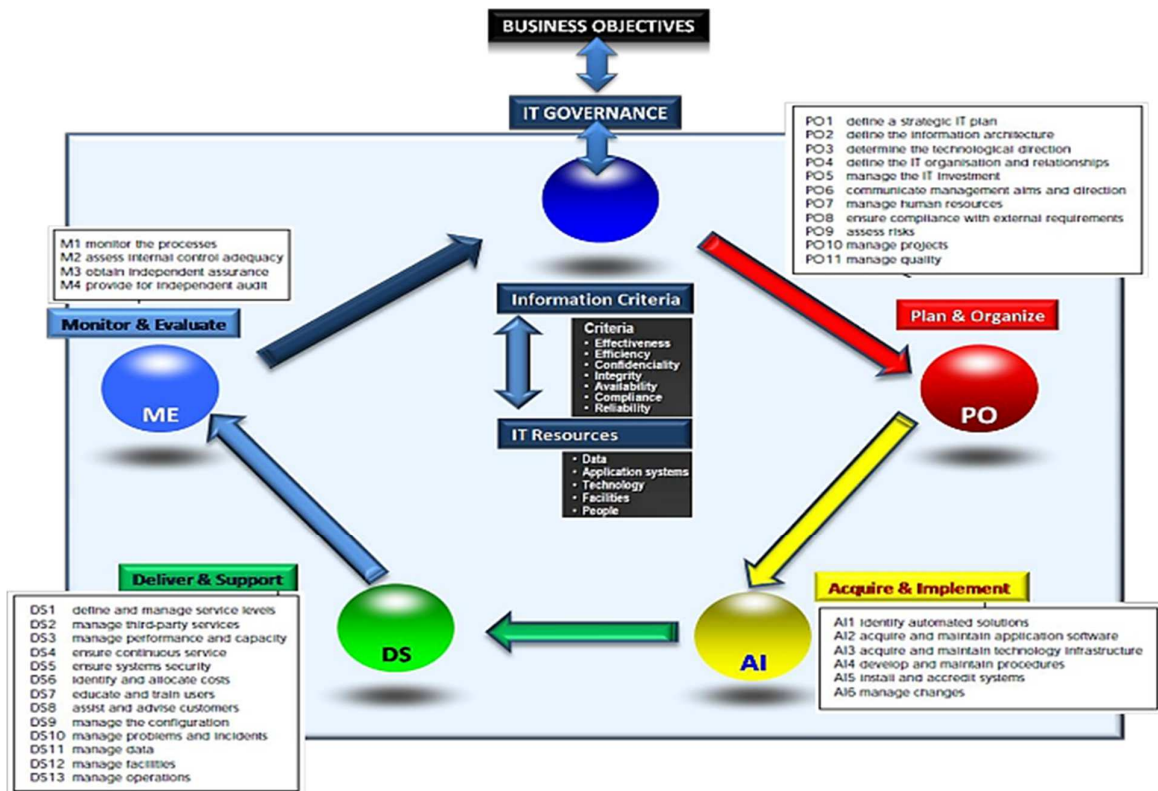 BUSINESS OBJECTIVES
IT GOVERNANCE
PO1 define a strategic IT plan
PO2 define the information architecture
PO3 determine the technological direction
PO4 define the IT organisation and relationships
PO5 manage the IT investment
PO6 communicate management aims and direction
PO7 manage human resources
PO8 ensure compliance with external requirements
PO9 assess risks
PO10 manage projects
PO11 manage quality
Plan & Organize
PO
M1 monitor the processes
M2 assess internal control adequacy
M3 obtain independent assurance
M4 provide for independent audit
Monitor & Evaluate
ME
Information Criteria
Criteria
• Effectiveness
• Efficiency
• Confidenciality
• Integrity
• Availability
• Compliance
• Reliability
IT Resources
• Data
• Application systems
• Technology
• Facilities
• People
Deliver & Support
DS
DS1 define and manage service levels
DS2 manage third-party services
DS3 manage performance and capacity
DS4 ensure continuous service
DS5 ensure systems security
DS6 identify and allocate costs
DS7 educate and train users
DS8 assist and advise customers
DS9 manage the configuration
DS10 manage problems and incidents
DS11 manage data
DS12 manage facilities
DS13 manage operations
Acquire & Implement
AI
AI1 identify automated solutions
AI2 acquire and maintain application software
AI3 acquire and maintain technology infrastructure
AI4 develop and maintain procedures
AI5 install and accredit systems
AI6 manage changes